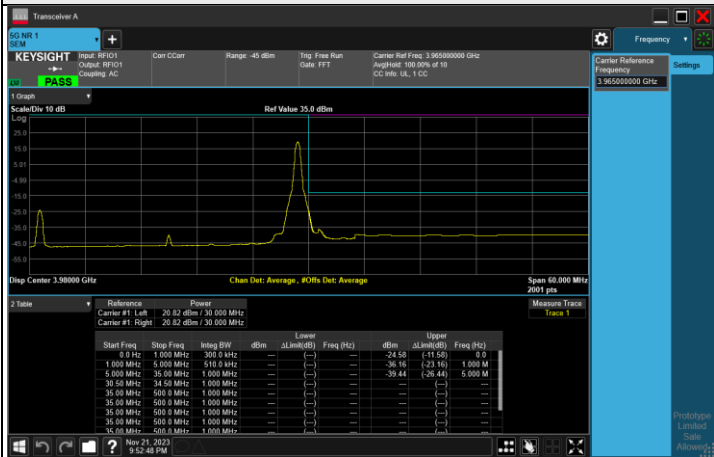 Transceiver A
5G NR 1
SEM
Frequency
KEYSIGHT
Input: RFIO1
Output: RFIO1
Coupling: AC
Corr CCorr
Range: -45 dBm
Trig: Free Run
Gate: FFT
Carrier Ref Freq: 3.965000000 GHz
Avg|Hold: 100.00% of 10
CC Info: UL, 1 CC
PASS
Carrier Reference
Frequency
3.965000000 GHz
Settings
1 Graph
Scale/Div 10 dB
Ref Value 35.0 dBm
Log
25.0
15.0
5.01
-4.99
-15.0
-25.0
-35.0
-45.0
-55.0
Disp Center 3.98000 GHz
Chan Det: Average, #Offs Det: Average
Span 60.000 MHz
2001 pts
2 Table
Reference Power
Carrier #1: Left 20.82 dBm / 30.000 MHz
Carrier #1: Right 20.82 dBm / 30.000 MHz
Measure Trace
Trace 1
Lower Upper
Start Freq Stop Freq Integ BW dBm ΔLimit(dB) Freq (Hz) dBm ΔLimit(dB) Freq (Hz)
0.0 Hz 1.000 MHz 300.0 kHz --- (---) --- -24.58 (-11.58) 0.0
1.000 MHz 5.000 MHz 510.0 kHz --- (---) --- -36.16 (-23.16) 1.000 M
5.000 MHz 35.00 MHz 1.000 MHz --- (---) --- -39.44 (-26.44) 5.000 M
30.50 MHz 34.50 MHz 1.000 MHz --- (---) --- --- (---) ---
35.00 MHz 500.0 MHz 1.000 MHz --- (---) --- --- (---) ---
35.00 MHz 500.0 MHz 1.000 MHz --- (---) --- --- (---) ---
35.00 MHz 500.0 MHz 1.000 MHz --- (---) --- --- (---) ---
35.00 MHz 500.0 MHz 1.000 MHz --- (---) --- --- (---) ---
35.00 MHz 500.0 MHz 1.000 MHz --- (---) --- --- (---) ---
Prototype
Limited
Sale
Allowed
Nov 21, 2023
9:52:48 PM